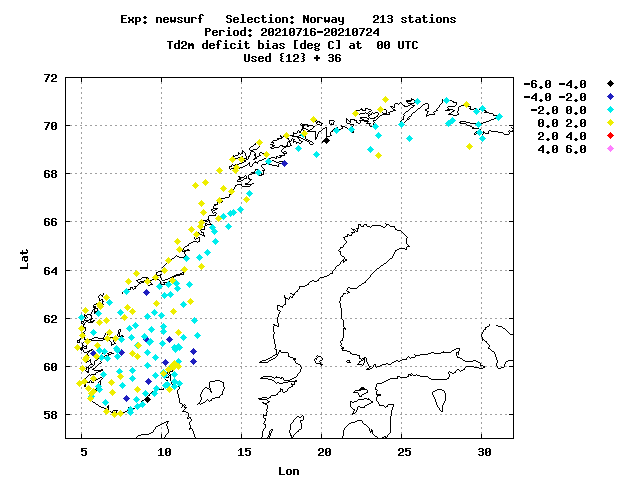 Exp: newsurf Selection: Norway 213 stations
Period: 20210716-20210724
Td2m deficit bias [deg C] at 00 UTC
Used {12} + 36
-6.0 -4.0
-4.0 -2.0
-2.0 0.0
0.0 2.0
2.0 4.0
4.0 6.0
72
70
68
66
64
62
60
58
Lat
5 10 15 20 25 30
Lon